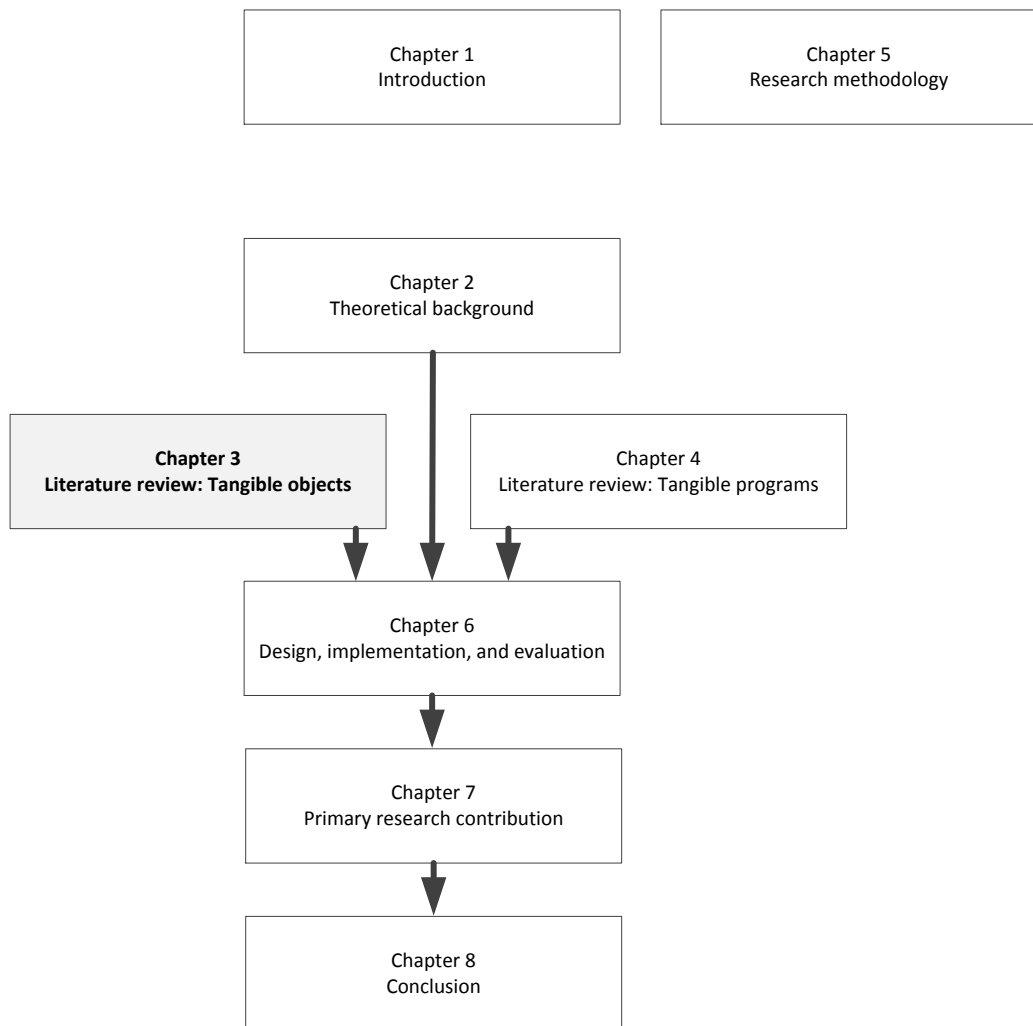 Chapter 1
Introduction
Chapter 5
Research methodology
Chapter 2
Theoretical background
Chapter 3
Literature review: Tangible objects
Chapter 4
Literature review: Tangible programs
Chapter 6
Design, implementation, and evaluation
Chapter 7
Primary research contribution
Chapter 8
Conclusion